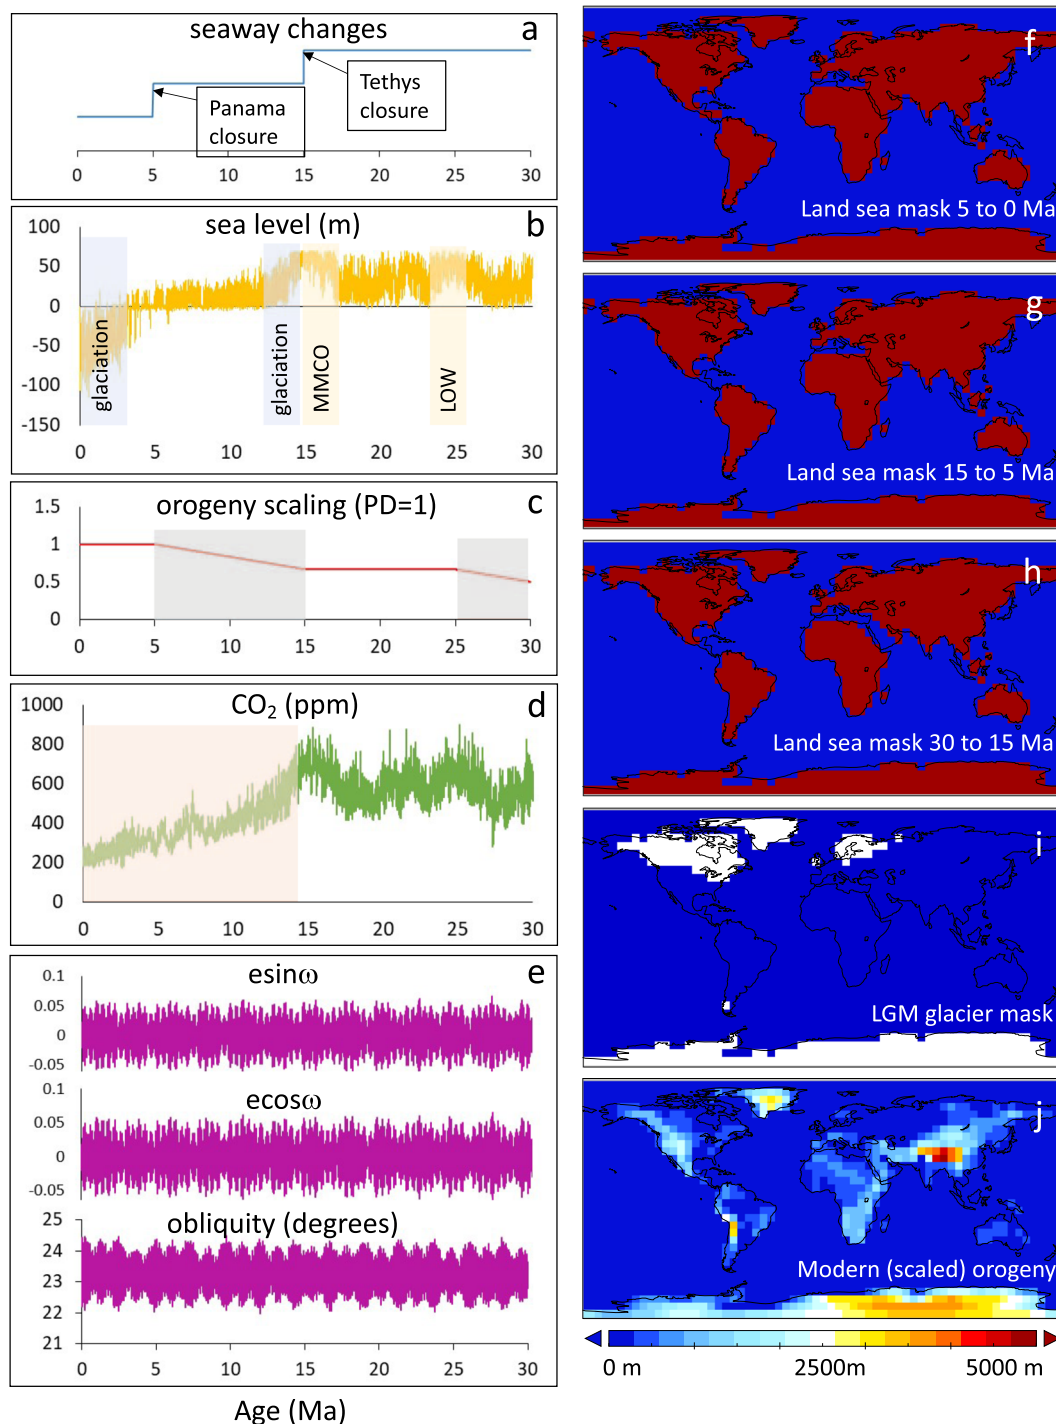 seaway changes
a
Panama
closure
Tethys
closure
0 5 10 15 20 25 30
sea level (m)
b
100
50
0
-50
-100
-150
glaciation
glaciation
MMCO
LOW
0 5 10 15 20 25 30
orogeny scaling (PD=1)
c
1.5
1
0.5
0
0 5 10 15 20 25 30
CO₂ (ppm)
d
1000
800
600
400
200
0
0 5 10 15 20 25 30
esinω
e
0.1
0.05
0
-0.05
ecosω
0.1
0.05
0
-0.05
obliquity (degrees)
25
24
23
22
21
0 5 10 15 20 25 30
Age (Ma)
f
Land sea mask 5 to 0 Ma
g
Land sea mask 15 to 5 Ma
h
Land sea mask 30 to 15 Ma
i
LGM glacier mask
j
Modern (scaled) orogeny
0 m 2500m 5000 m